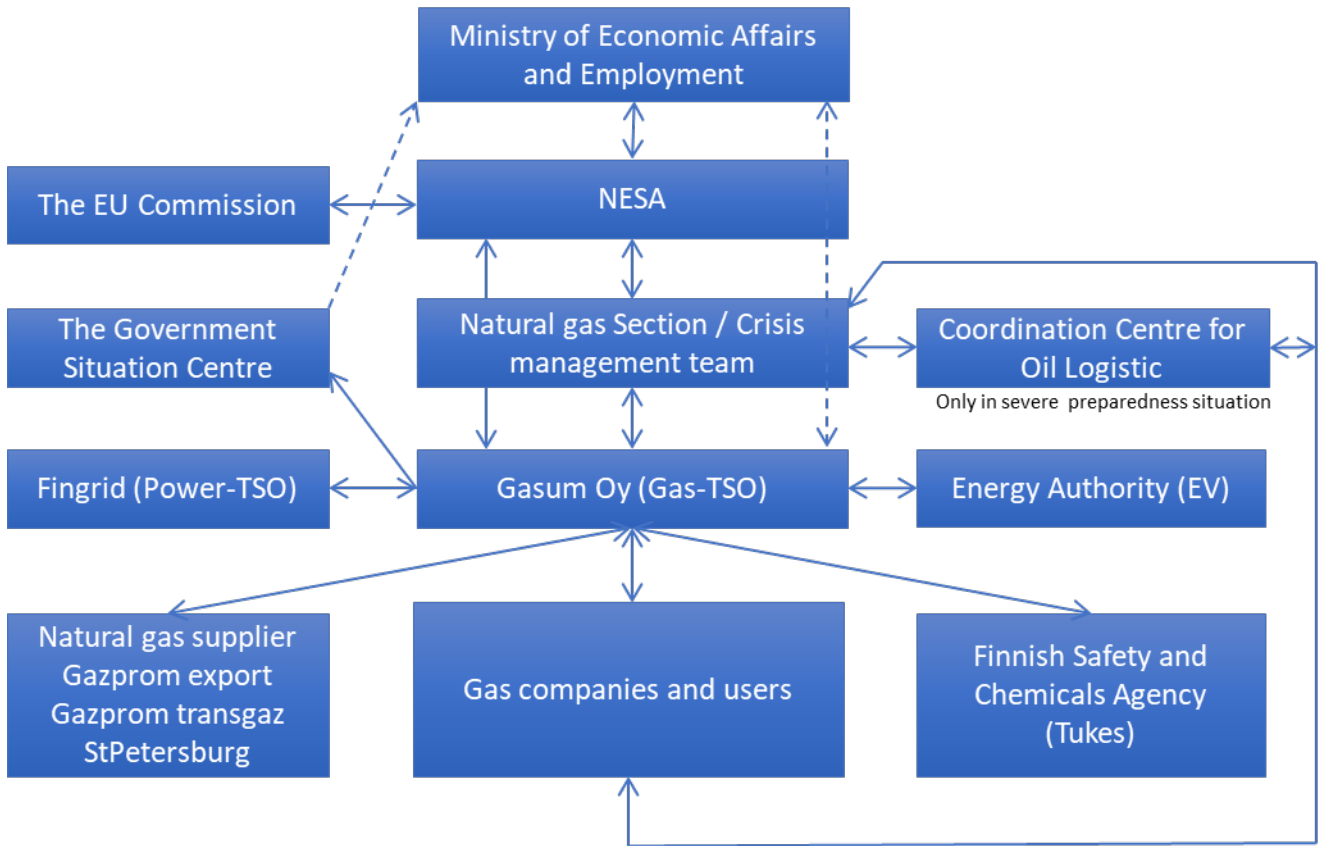 Ministry of Economic Affairs
and Employment
The EU Commission
NESA
The Government
Situation Centre
Natural gas Section / Crisis
management team
Coordination Centre for
Oil Logistic
Only in severe preparedness situation
Fingrid (Power-TSO)
Gasum Oy (Gas-TSO)
Energy Authority (EV)
Natural gas supplier
Gazprom export
Gazprom transgaz
StPetersburg
Gas companies and users
Finnish Safety and
Chemicals Agency
(Tukes)